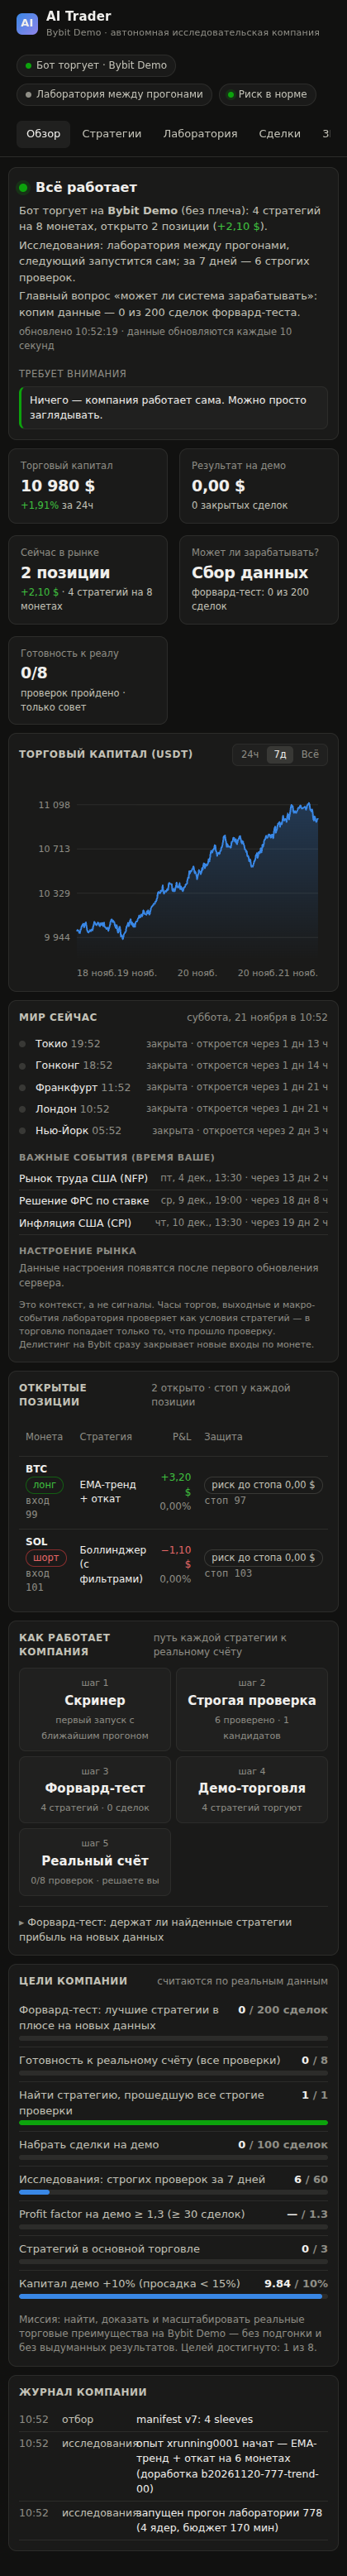 AI
AI Trader
Bybit Demo · автономная исследовательская компания
Бот торгует · Bybit Demo
Лаборатория между прогонами
Риск в норме
Обзор Стратегии Лаборатория Сделки
Всё работает
Бот торгует на Bybit Demo (без плеча): 4 стратегий
на 8 монетах, открыто 2 позиции (+2,10 $).
Исследования: лаборатория между прогонами,
следующий запустится сам; за 7 дней — 6 строгих
проверок.
Главный вопрос «может ли система зарабатывать»:
копим данные — 0 из 200 сделок форвард-теста.
обновлено 10:52:19 · данные обновляются каждые 10
секунд
ТРЕБУЕТ ВНИМАНИЯ
Ничего — компания работает сама. Можно просто
заглядывать.
Торговый капитал
10 980 $
+1,91% за 24ч
Результат на демо
0,00 $
0 закрытых сделок
Сейчас в рынке
2 позиции
+2,10 $ · 4 стратегий на 8
монетах
Может ли зарабатывать?
Сбор данных
форвард-тест: 0 из 200
сделок
Готовность к реалу
0/8
проверок пройдено ·
только совет
ТОРГОВЫЙ КАПИТАЛ (USDT)
24ч 7д Всё
11 098
10 713
10 329
9 944
18 нояб. 19 нояб. 20 нояб. 20 нояб. 21 нояб.
МИР СЕЙЧАС суббота, 21 ноября в 10:52
Токио 19:52 закрыта · откроется через 1 дн 13 ч
Гонконг 18:52 закрыта · откроется через 1 дн 14 ч
Франкфурт 11:52 закрыта · откроется через 1 дн 21 ч
Лондон 10:52 закрыта · откроется через 1 дн 21 ч
Нью-Йорк 05:52 закрыта · откроется через 2 дн 3 ч
ВАЖНЫЕ СОБЫТИЯ (ВРЕМЯ ВАШЕ)
Рынок труда США (NFP) пт, 4 дек., 13:30 · через 13 дн 2 ч
Решение ФРС по ставке ср, 9 дек., 19:00 · через 18 дн 8 ч
Инфляция США (CPI) чт, 10 дек., 13:30 · через 19 дн 2 ч
НАСТРОЕНИЕ РЫНКА
Данные настроения появятся после первого обновления
сервера.
Это контекст, а не сигналы. Часы торгов, выходные и макро-
события лаборатория проверяет как условия стратегий — в
торговлю попадает только то, что прошло проверку.
Делистинг на Bybit сразу закрывает новые входы по монете.
ОТКРЫТЫЕ
ПОЗИЦИИ
2 открыто · стоп у каждой
позиции
Монета Стратегия P&L Защита
BTC
лонг
вход
99
EMA-тренд
+ откат
+3,20
$
0,00%
риск до стопа 0,00 $
стоп 97
SOL
шорт
вход
101
Боллинджер
(с
фильтрами)
−1,10
$
0,00%
риск до стопа 0,00 $
стоп 103
КАК РАБОТАЕТ
КОМПАНИЯ
путь каждой стратегии к
реальному счёту
шаг 1
Скринер
первый запуск с
ближайшим прогоном
шаг 2
Строгая проверка
6 проверено · 1
кандидатов
шаг 3
Форвард-тест
4 стратегий · 0 сделок
шаг 4
Демо-торговля
4 стратегий торгуют
шаг 5
Реальный счёт
0/8 проверок · решаете вы
▸ Форвард-тест: держат ли найденные стратегии
прибыль на новых данных
ЦЕЛИ КОМПАНИИ считаются по реальным данным
Форвард-тест: лучшие стратегии в
плюсе на новых данных
0 / 200 сделок
Готовность к реальному счёту (все проверки) 0 / 8
Найти стратегию, прошедшую все строгие
проверки
1 / 1
Набрать сделки на демо 0 / 100 сделок
Исследования: строгих проверок за 7 дней 6 / 60
Profit factor на демо ≥ 1,3 (≥ 30 сделок) — / 1.3
Стратегий в основной торговле 0 / 3
Капитал демо +10% (просадка < 15%) 9.84 / 10%
Миссия: найти, доказать и масштабировать реальные
торговые преимущества на Bybit Demo — без подгонки и
без выдуманных результатов. Целей достигнуто: 1 из 8.
ЖУРНАЛ КОМПАНИИ
10:52 отбор manifest v7: 4 sleeves
10:52 исследования опыт xrunning0001 начат — EMA-
тренд + откат на 6 монетах
(доработка b20261120-777-trend-
00)
10:52 исследования запущен прогон лаборатории 778
(4 ядер, бюджет 170 мин)